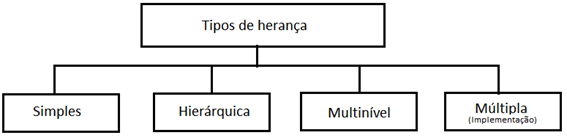 Tipos de herança
Simples
Hierárquica
Multinível
Múltipla
(Implementação)